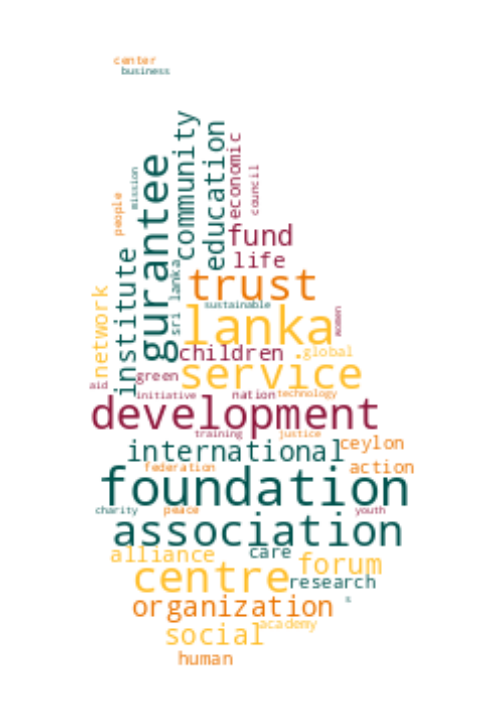 center
business
mission
people
gurantee
community
education
economic
council
fund
life
institute
sri lanka
network
trust
sustainable
lanka
women
children
global
aid
green
service
initiative
nation
technology
development
training
justice
international
ceylon
federation
action
foundation
charity
peace
youth
association
alliance
care
forum
centre
research
organization
s
social
academy
human